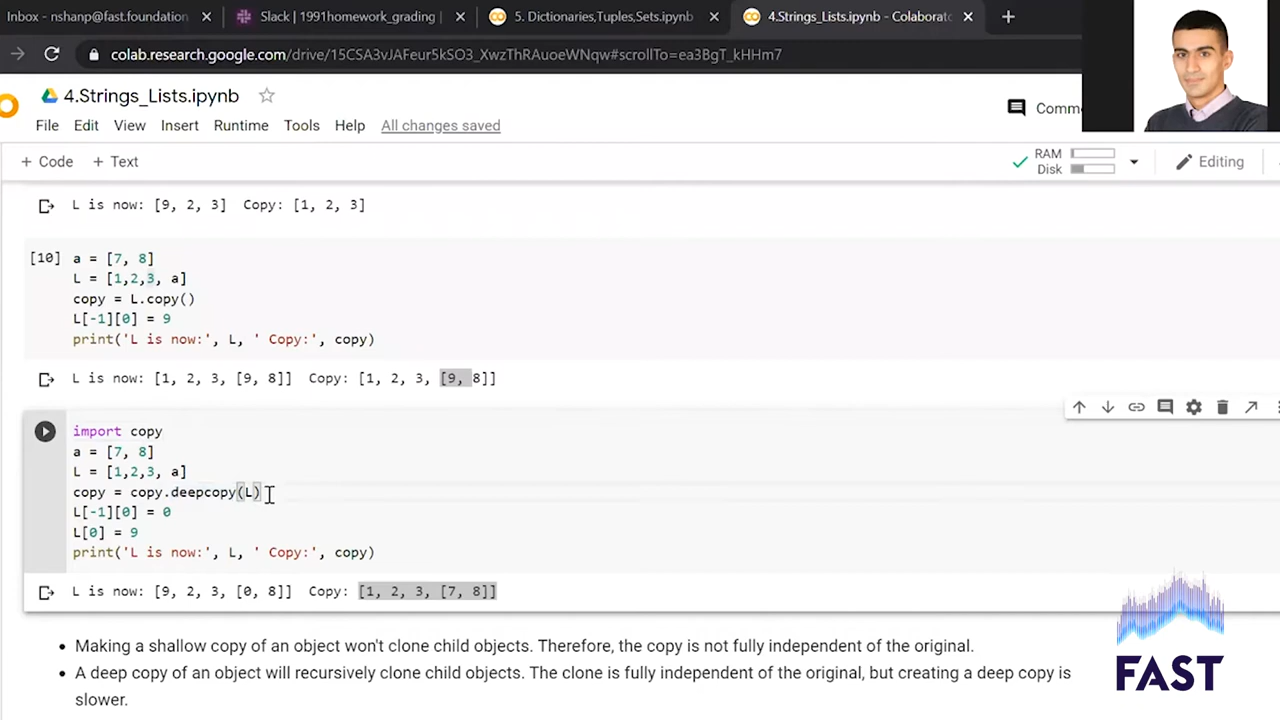 Inbox - nshanp@fast.foundation
Slack | 1991homework_grading |
5. Dictionaries,Tuples,Sets.ipynb
4.Strings_Lists.ipynb - Colaborato
colab.research.google.com/drive/15CSA3vJAFeur5kSO3_XwzThRAuoeWNqw#scrollTo=ea3BgT_kHHm7
4.Strings_Lists.ipynb
Comme
File Edit View Insert Runtime Tools Help All changes saved
+ Code + Text
RAM
Disk
Editing
L is now: [9, 2, 3]  Copy: [1, 2, 3]
[10] a = [7, 8]
L = [1,2,3, a]
copy = L.copy()
L[-1][0] = 9
print('L is now:', L, ' Copy:', copy)
L is now: [1, 2, 3, [9, 8]]  Copy: [1, 2, 3, [9, 8]]
import copy
a = [7, 8]
L = [1,2,3, a]
copy = copy.deepcopy(L)
L[-1][0] = 0
L[0] = 9
print('L is now:', L, ' Copy:', copy)
L is now: [9, 2, 3, [0, 8]]  Copy: [1, 2, 3, [7, 8]]
• Making a shallow copy of an object won't clone child objects. Therefore, the copy is not fully independent of the original.
• A deep copy of an object will recursively clone child objects. The clone is fully independent of the original, but creating a deep copy is
slower.
FAST